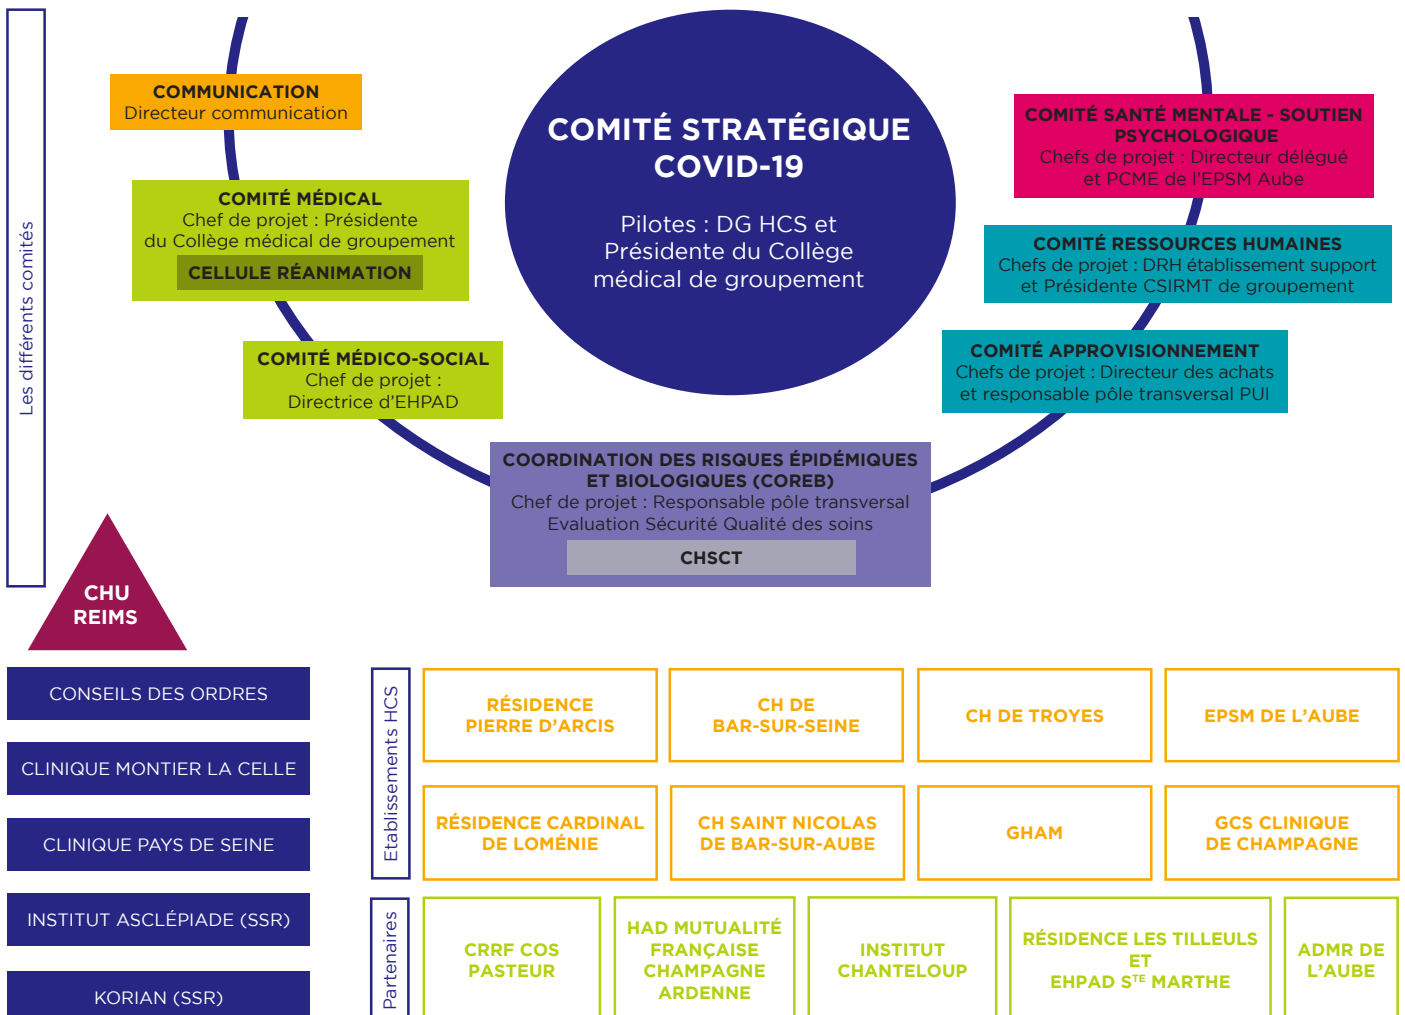 Les différents comités
COMMUNICATION
Directeur communication
COMITÉ MÉDICAL
Chef de projet : Présidente
du Collège médical de groupement
CELLULE RÉANIMATION
COMITÉ MÉDICO-SOCIAL
Chef de projet :
Directrice d'EHPAD
COMITÉ STRATÉGIQUE
COVID-19
Pilotes : DG HCS et
Présidente du Collège
médical de groupement
COMITÉ SANTÉ MENTALE - SOUTIEN
PSYCHOLOGIQUE
Chefs de projet : Directeur délégué
et PCME de l'EPSM Aube
COMITÉ RESSOURCES HUMAINES
Chefs de projet : DRH établissement support
et Présidente CSIRMT de groupement
COMITÉ APPROVISIONNEMENT
Chefs de projet : Directeur des achats
et responsable pôle transversal PUI
COORDINATION DES RISQUES ÉPIDÉMIQUES
ET BIOLOGIQUES (COREB)
Chef de projet : Responsable pôle transversal
Evaluation Sécurité Qualité des soins
CHSCT
CHU
REIMS
CONSEILS DES ORDRES
CLINIQUE MONTIER LA CELLE
CLINIQUE PAYS DE SEINE
INSTITUT ASCLÉPIADE (SSR)
KORIAN (SSR)
Etablissements HCS
RÉSIDENCE
PIERRE D'ARCIS
CH DE
BAR-SUR-SEINE
CH DE TROYES
EPSM DE L'AUBE
RÉSIDENCE CARDINAL
DE LOMÉNIE
CH SAINT NICOLAS
DE BAR-SUR-AUBE
GHAM
GCS CLINIQUE
DE CHAMPAGNE
Partenaires
CRRF COS
PASTEUR
HAD MUTUALITÉ
FRANÇAISE
CHAMPAGNE
ARDENNE
INSTITUT
CHANTELOUP
RÉSIDENCE LES TILLEULS
ET
EHPAD STE MARTHE
ADMR DE
L'AUBE